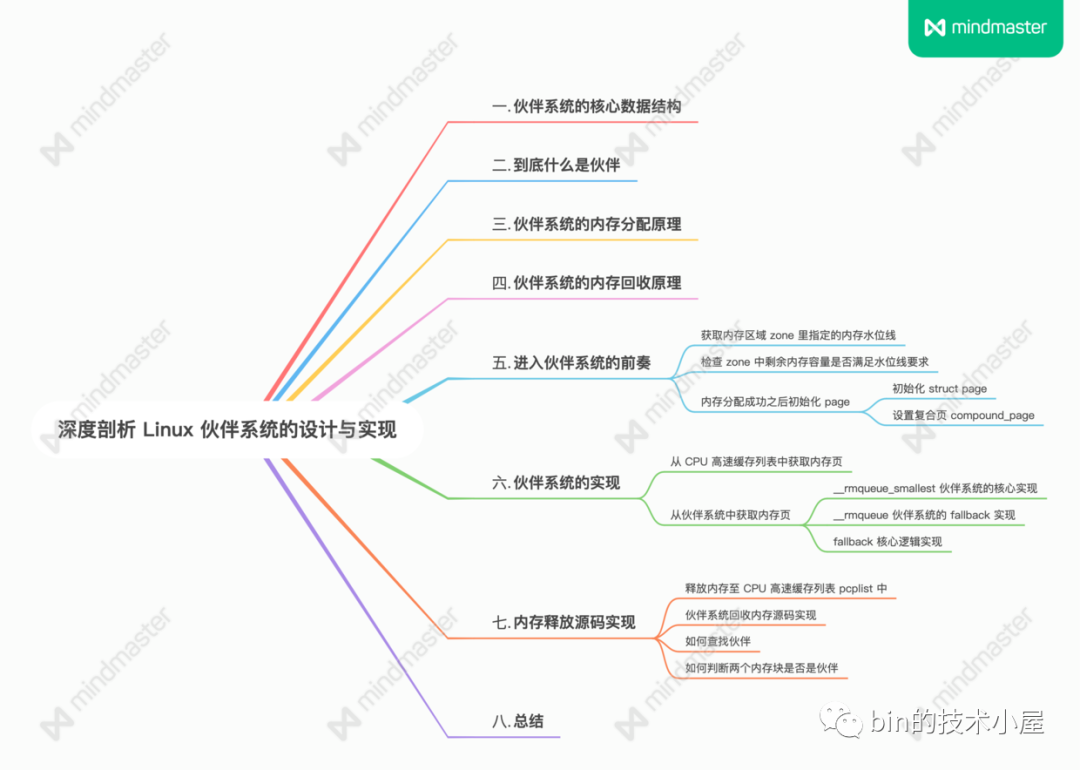 mindmaster
深度剖析 Linux 伙伴系统的设计与实现
一.伙伴系统的核心数据结构
二.到底什么是伙伴
三.伙伴系统的内存分配原理
四.伙伴系统的内存回收原理
五.进入伙伴系统的前奏
获取内存区域 zone 里指定的内存水位线
检查 zone 中剩余内存容量是否满足水位线要求
内存分配成功之后初始化 page
初始化 struct page
设置复合页 compound_page
六.伙伴系统的实现
从 CPU 高速缓存列表中获取内存页
从伙伴系统中获取内存页
__rmqueue_smallest 伙伴系统的核心实现
__rmqueue 伙伴系统的 fallback 实现
fallback 核心逻辑实现
七.内存释放源码实现
释放内存至 CPU 高速缓存列表 pcplist 中
伙伴系统回收内存源码实现
如何查找伙伴
如何判断两个内存块是否是伙伴
八.总结
bin的技术小屋
mindmaster
mindmaster
mindmaster
mindmaster
mindmaster
mindmaster
mindmaster
mindmaster
mindmaster
mindmaster
mindmaster
mindmaster